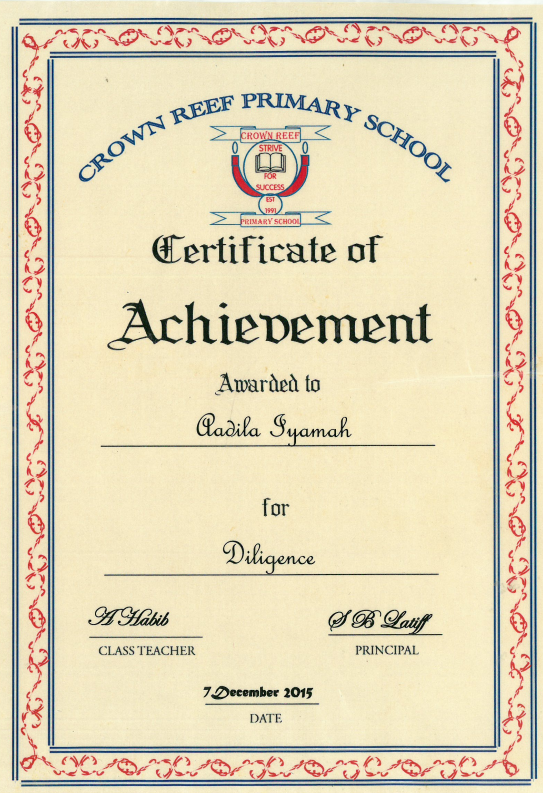 CROWN REEF PRIMARY SCHOOL
CROWN REEF
STRIVE
FOR
SUCCESS
EST
1991
PRIMARY SCHOOL
Certificate of
Achievement
Awarded to
Aadila Iyamah
for
Diligence
A Habib
S B Latiff
CLASS TEACHER
PRINCIPAL
7 December 2015
DATE